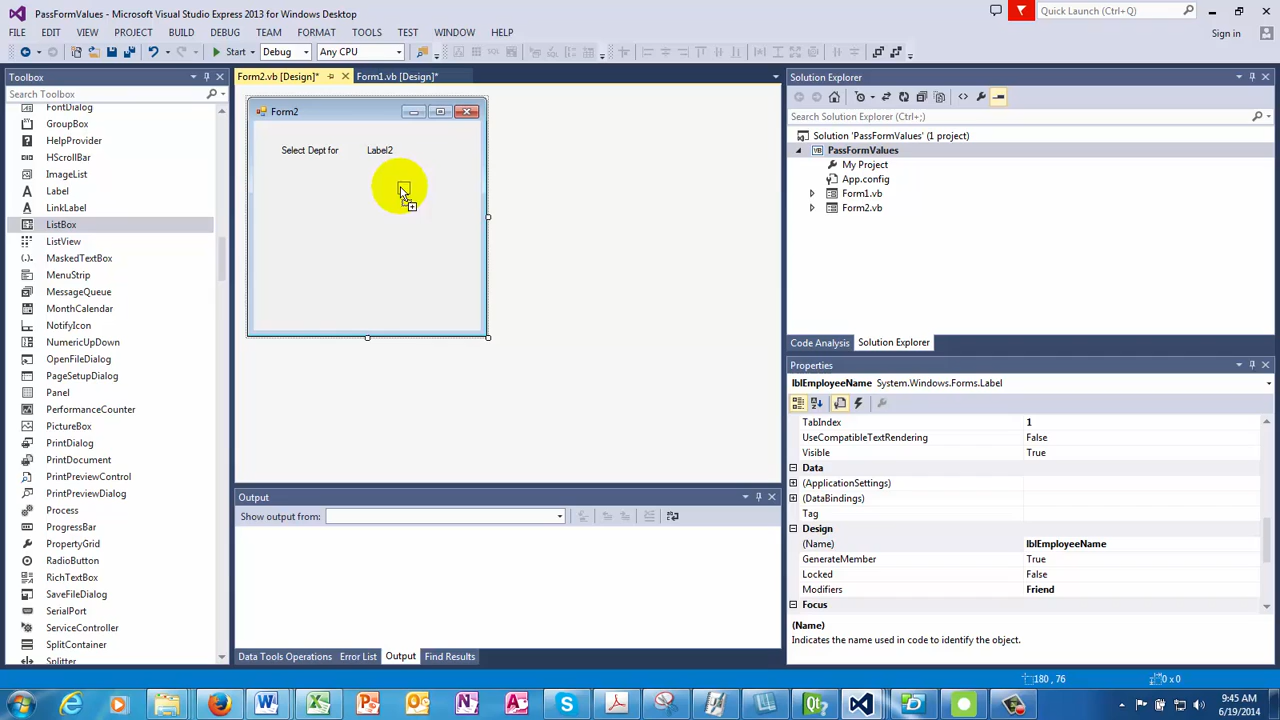 PassFormValues - Microsoft Visual Studio Express 2013 for Windows Desktop
Quick Launch (Ctrl+Q)
FILE EDIT VIEW PROJECT BUILD DEBUG TEAM FORMAT TOOLS TEST WINDOW HELP
Sign in
Start Debug Any CPU
Toolbox
Search Toolbox
FontDialog
GroupBox
HelpProvider
HScrollBar
ImageList
Label
LinkLabel
ListBox
ListView
MaskedTextBox
MenuStrip
MessageQueue
MonthCalendar
NotifyIcon
NumericUpDown
OpenFileDialog
PageSetupDialog
Panel
PerformanceCounter
PictureBox
PrintDialog
PrintDocument
PrintPreviewControl
PrintPreviewDialog
Process
ProgressBar
PropertyGrid
RadioButton
RichTextBox
SaveFileDialog
SerialPort
ServiceController
SplitContainer
Splitter
Form2.vb [Design]* Form1.vb [Design]*
Form2
Select Dept for Label2
Output
Show output from:
Data Tools Operations Error List Output Find Results
Solution Explorer
Search Solution Explorer (Ctrl+;)
Solution 'PassFormValues' (1 project)
VB PassFormValues
My Project
App.config
Form1.vb
Form2.vb
Code Analysis Solution Explorer
Properties
lblEmployeeName System.Windows.Forms.Label
TabIndex 1
UseCompatibleTextRendering False
Visible True
Data
(ApplicationSettings)
(DataBindings)
Tag
Design
(Name) lblEmployeeName
GenerateMember True
Locked False
Modifiers Friend
Focus
(Name)
Indicates the name used in code to identify the object.
180 , 76 0 x 0
9:45 AM
6/19/2014